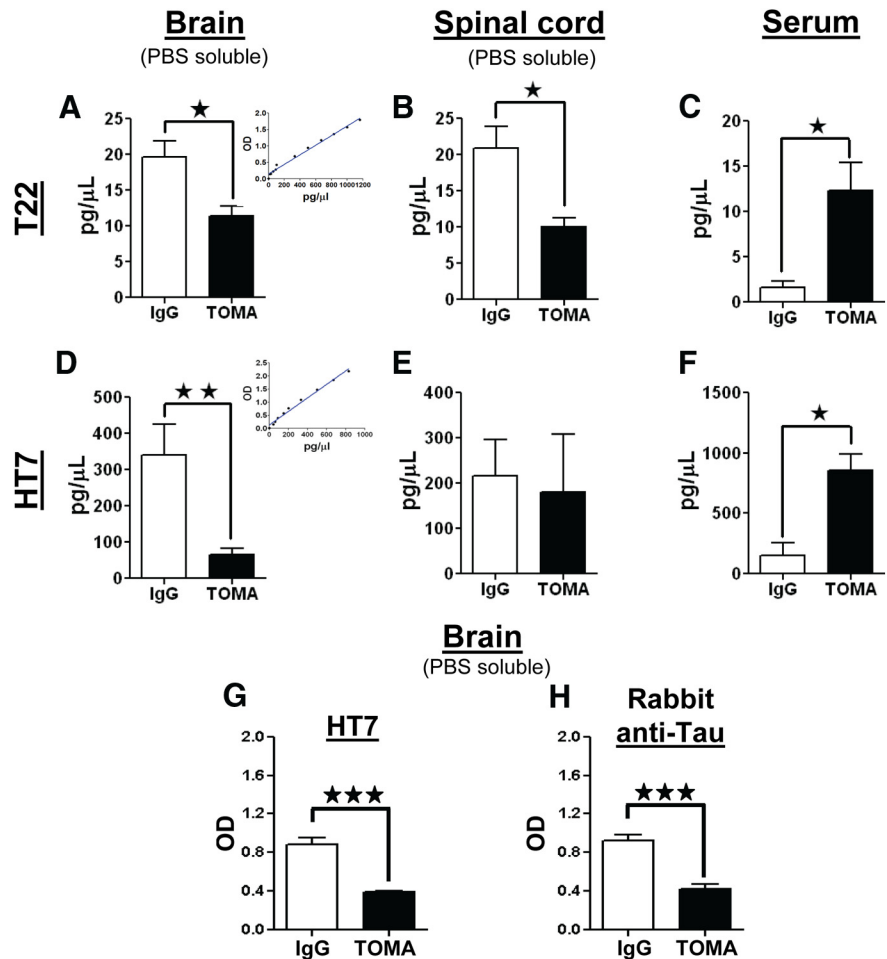 Brain
(PBS soluble)
Spinal cord
(PBS soluble)
Serum
T22
A
25
20
15
10
5
0
pg/μL
IgG TOMA
2.0
1.5
1.0
0.5
0.0
OD
0 200 400 600 800 1000 1200
pg/μl
B
25
20
15
10
5
0
pg/μL
IgG TOMA
C
20
15
10
5
0
pg/μL
IgG TOMA
HT7
D
500
400
300
200
100
0
pg/μL
IgG TOMA
2.5
2.0
1.5
1.0
0.5
0.0
OD
0 200 400 600 800 1000
pg/μl
E
400
300
200
100
0
pg/μL
IgG TOMA
F
1500
1000
500
0
pg/μL
IgG TOMA
Brain
(PBS soluble)
G
HT7
2.0
1.6
1.2
0.8
0.4
0.0
OD
IgG TOMA
H
Rabbit
anti-Tau
2.0
1.6
1.2
0.8
0.4
0.0
OD
IgG TOMA